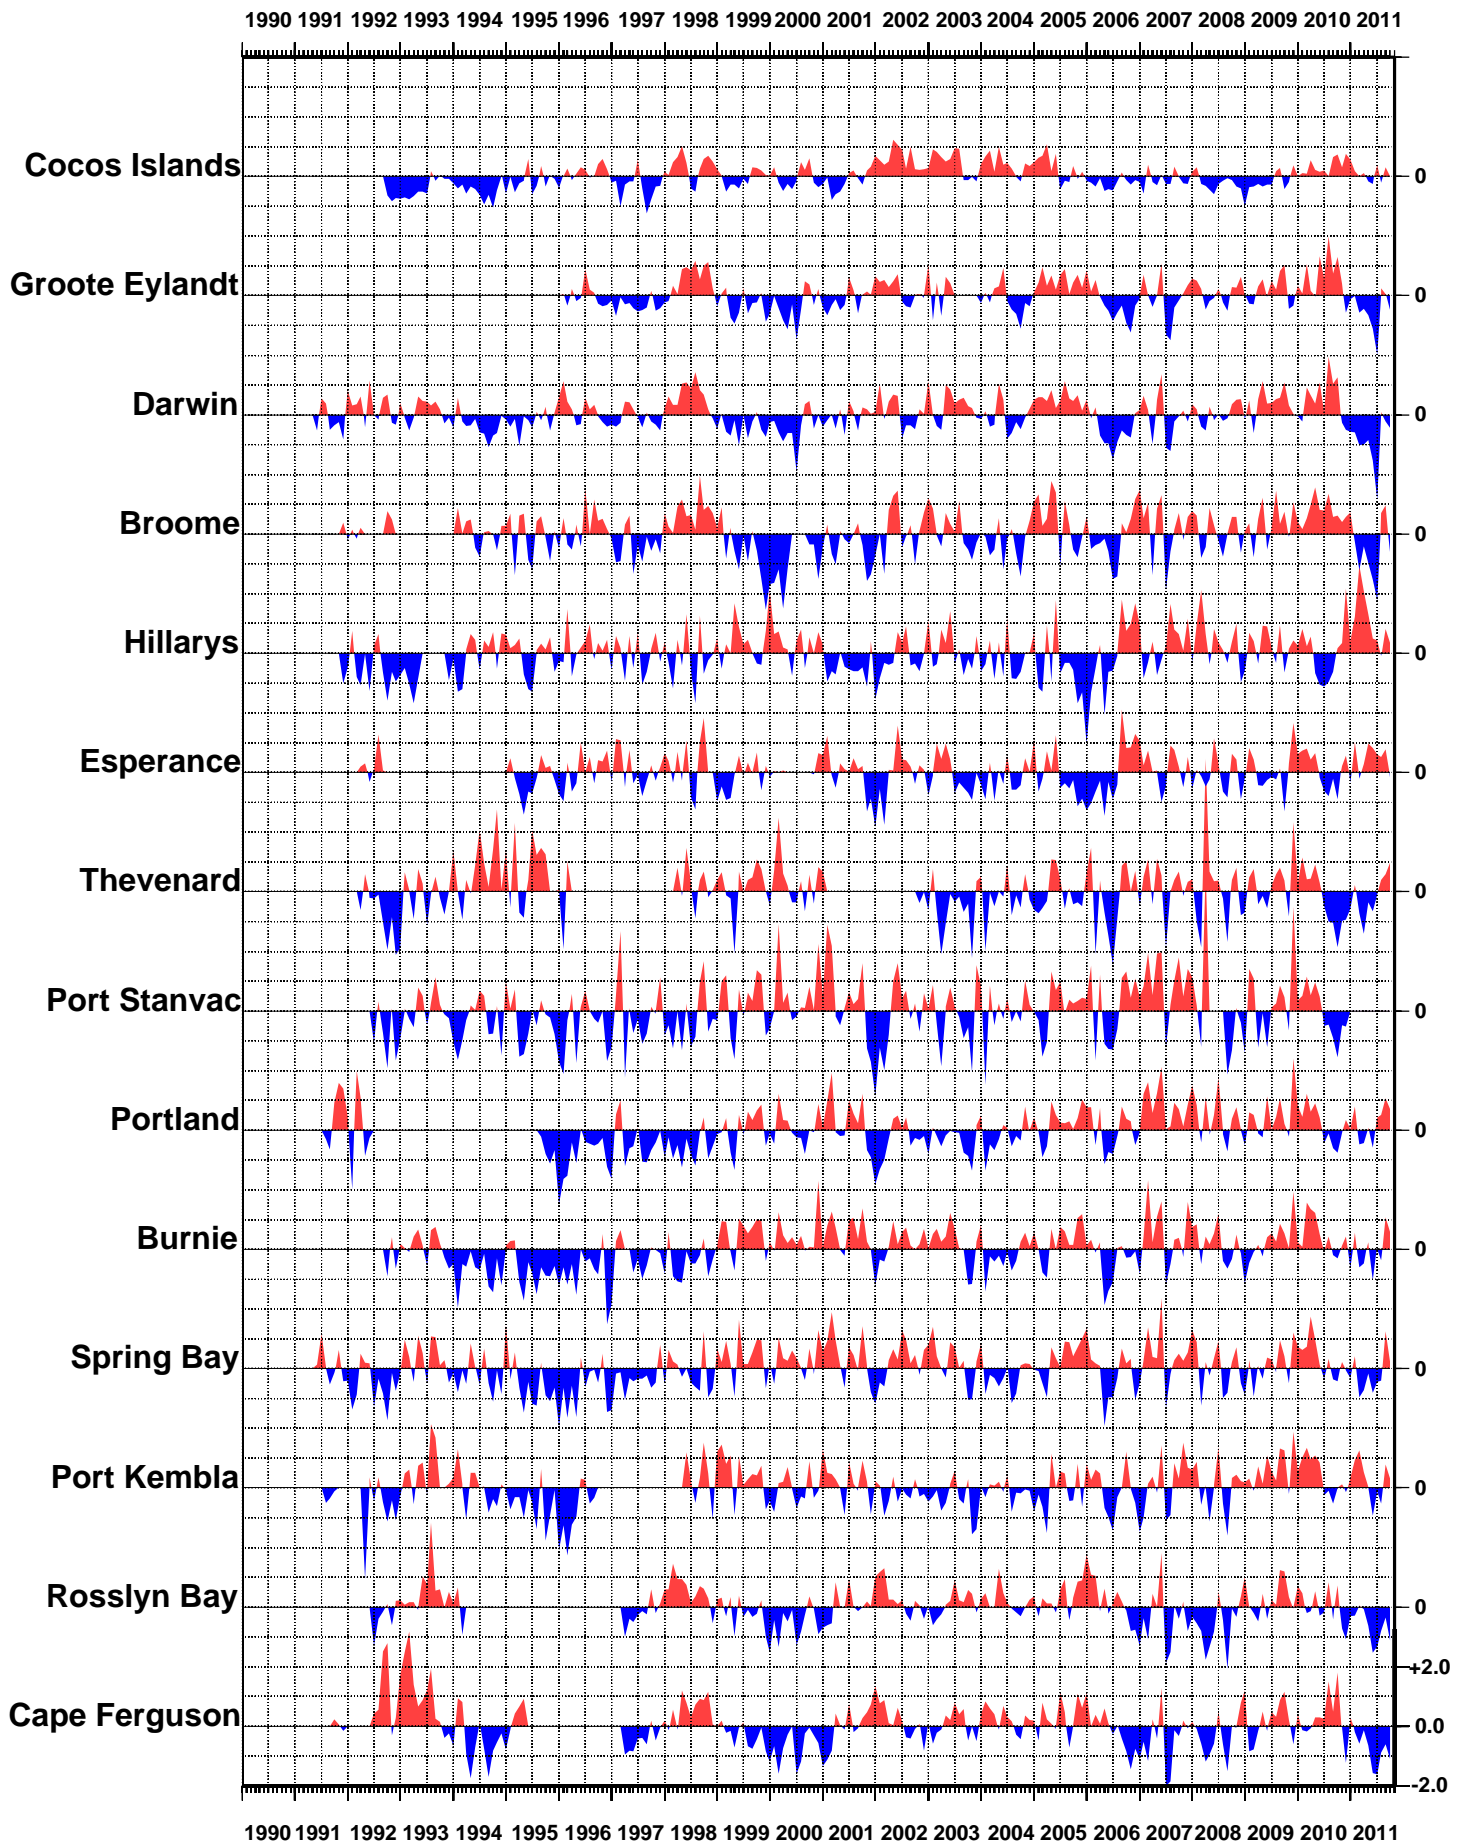 1990 1991 1992 1993 1994 1995 1996 1997 1998 1999 2000 2001 2002 2003 2004 2005 2006 2007 2008 2009 2010 2011
Cocos Islands 0
Groote Eylandt 0
Darwin 0
Broome 0
Hillarys 0
Esperance 0
Thevenard 0
Port Stanvac 0
Portland 0
Burnie 0
Spring Bay 0
Port Kembla 0
Rosslyn Bay 0
+2.0
Cape Ferguson 0.0
-2.0
1990 1991 1992 1993 1994 1995 1996 1997 1998 1999 2000 2001 2002 2003 2004 2005 2006 2007 2008 2009 2010 2011